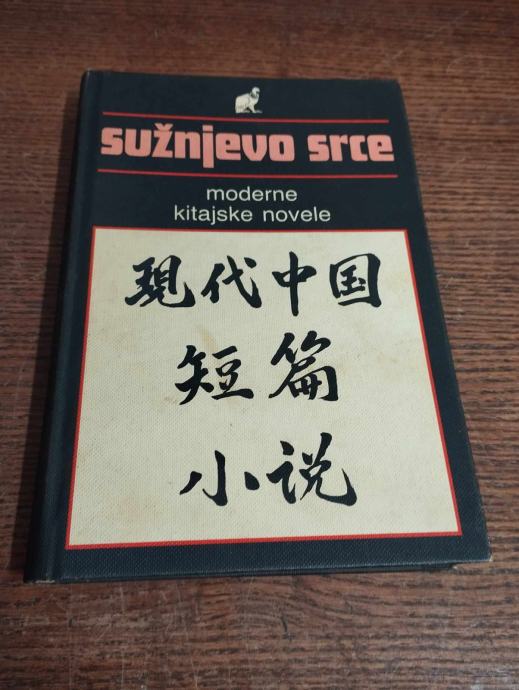 sužnjevo srce
moderne
kitajske novele
現代中国
短篇
小说